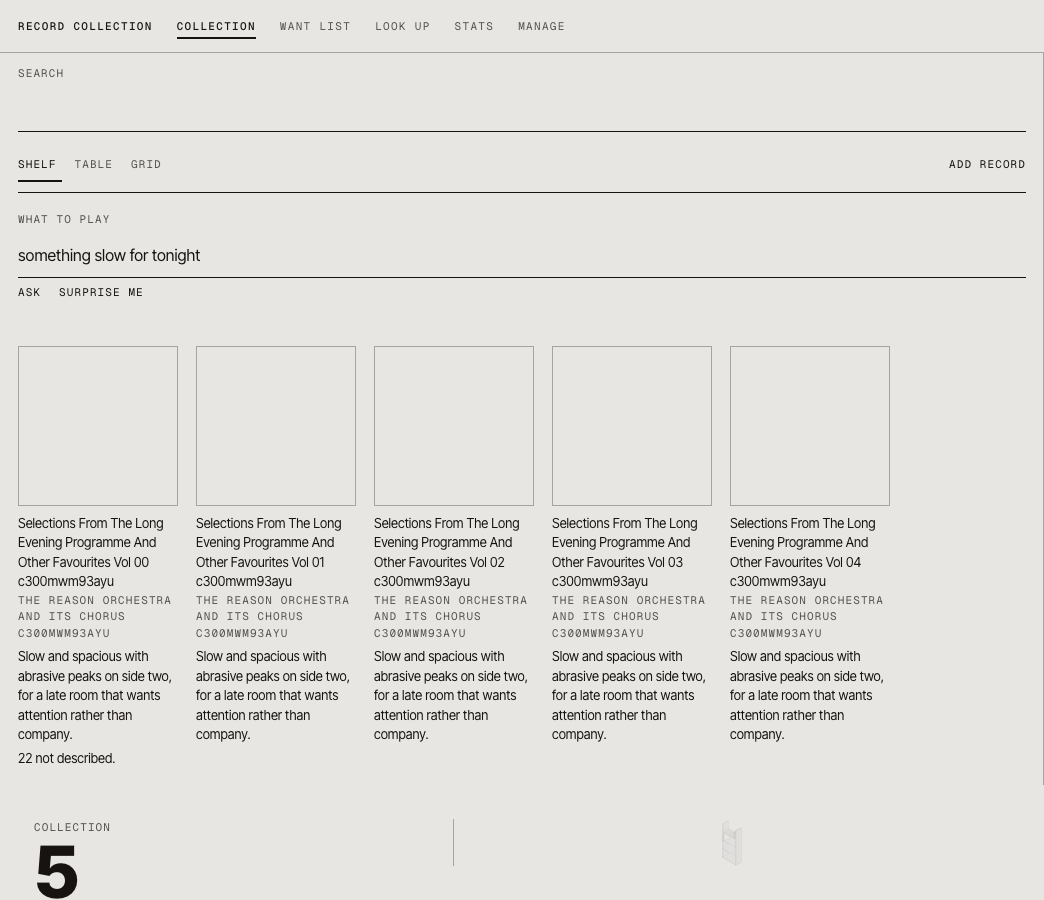 RECORD COLLECTION COLLECTION WANT LIST LOOK UP STATS MANAGE
SEARCH
SHELF TABLE GRID ADD RECORD
WHAT TO PLAY
something slow for tonight
ASK SURPRISE ME
Selections From The Long
Evening Programme And
Other Favourites Vol 00
c300mwm93ayu
THE REASON ORCHESTRA
AND ITS CHORUS
C300MWM93AYU
Slow and spacious with
abrasive peaks on side two,
for a late room that wants
attention rather than
company.
22 not described.
Selections From The Long
Evening Programme And
Other Favourites Vol 01
c300mwm93ayu
THE REASON ORCHESTRA
AND ITS CHORUS
C300MWM93AYU
Slow and spacious with
abrasive peaks on side two,
for a late room that wants
attention rather than
company.
Selections From The Long
Evening Programme And
Other Favourites Vol 02
c300mwm93ayu
THE REASON ORCHESTRA
AND ITS CHORUS
C300MWM93AYU
Slow and spacious with
abrasive peaks on side two,
for a late room that wants
attention rather than
company.
Selections From The Long
Evening Programme And
Other Favourites Vol 03
c300mwm93ayu
THE REASON ORCHESTRA
AND ITS CHORUS
C300MWM93AYU
Slow and spacious with
abrasive peaks on side two,
for a late room that wants
attention rather than
company.
Selections From The Long
Evening Programme And
Other Favourites Vol 04
c300mwm93ayu
THE REASON ORCHESTRA
AND ITS CHORUS
C300MWM93AYU
Slow and spacious with
abrasive peaks on side two,
for a late room that wants
attention rather than
company.
COLLECTION
5